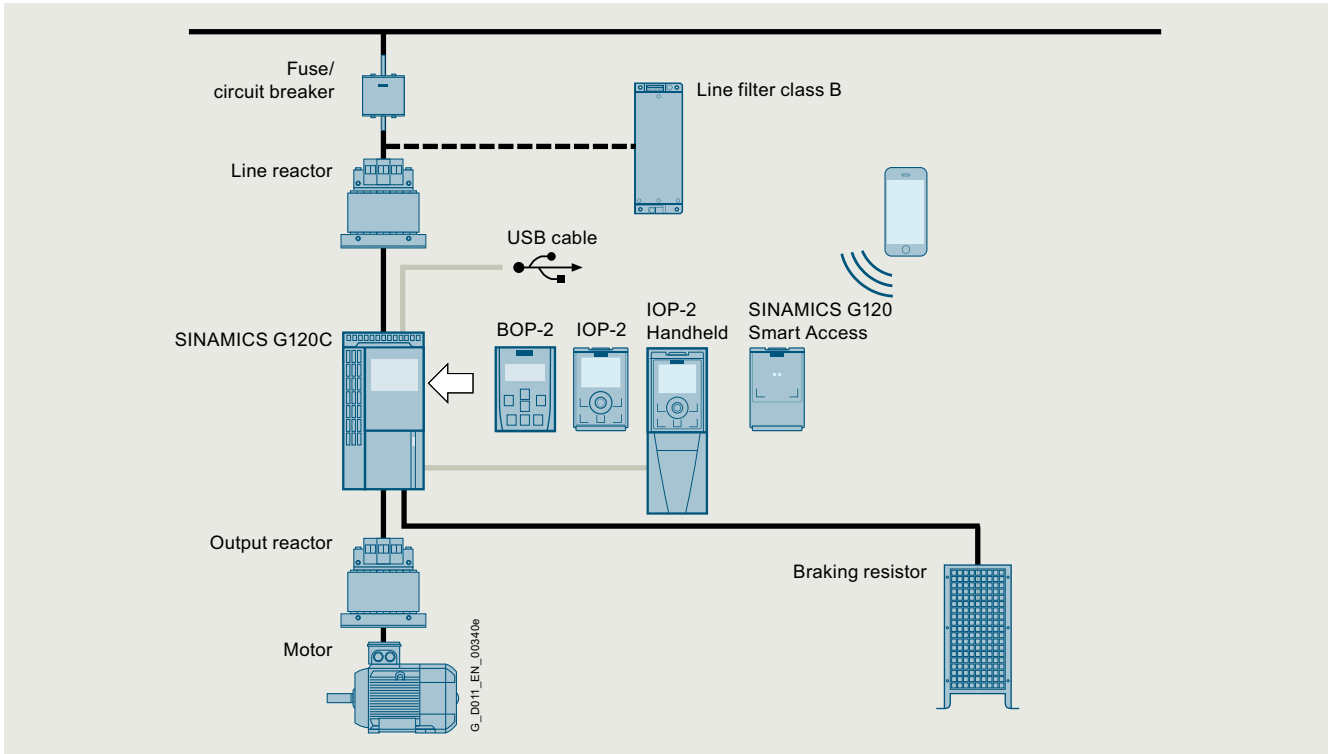 Fuse/
circuit breaker
Line filter class B
Line reactor
USB cable
SINAMICS G120C
BOP-2
IOP-2
IOP-2
Handheld
SINAMICS G120
Smart Access
Output reactor
Braking resistor
Motor
G_D011_EN_00340e